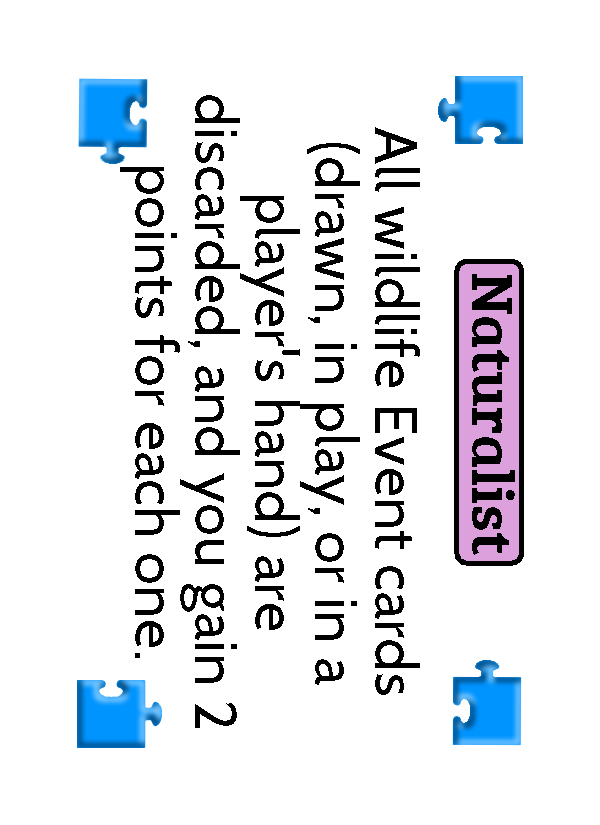 Naturalist
All wildlife Event cards
(drawn, in play, or in a
player's hand) are
discarded, and you gain 2
points for each one.